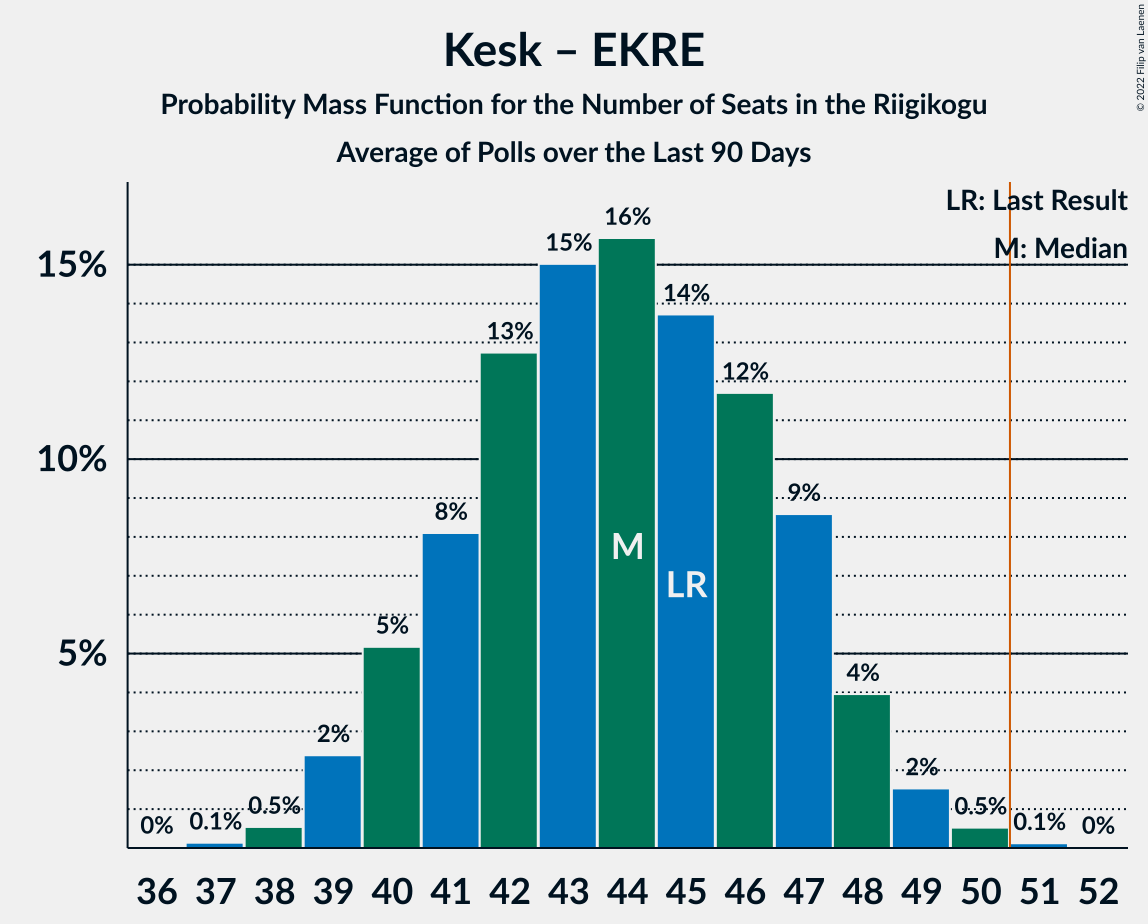 Kesk – EKRE
Probability Mass Function for the Number of Seats in the Riigikogu
Average of Polls over the Last 90 Days
© 2022 Filip van Laenen
LR: Last Result
M: Median
15%
10%
5%
0%
0.1%
0.5%
2%
5%
8%
13%
15%
16%
14%
12%
9%
4%
2%
0.5%
0.1%
0%
M
LR
36 37 38 39 40 41 42 43 44 45 46 47 48 49 50 51 52